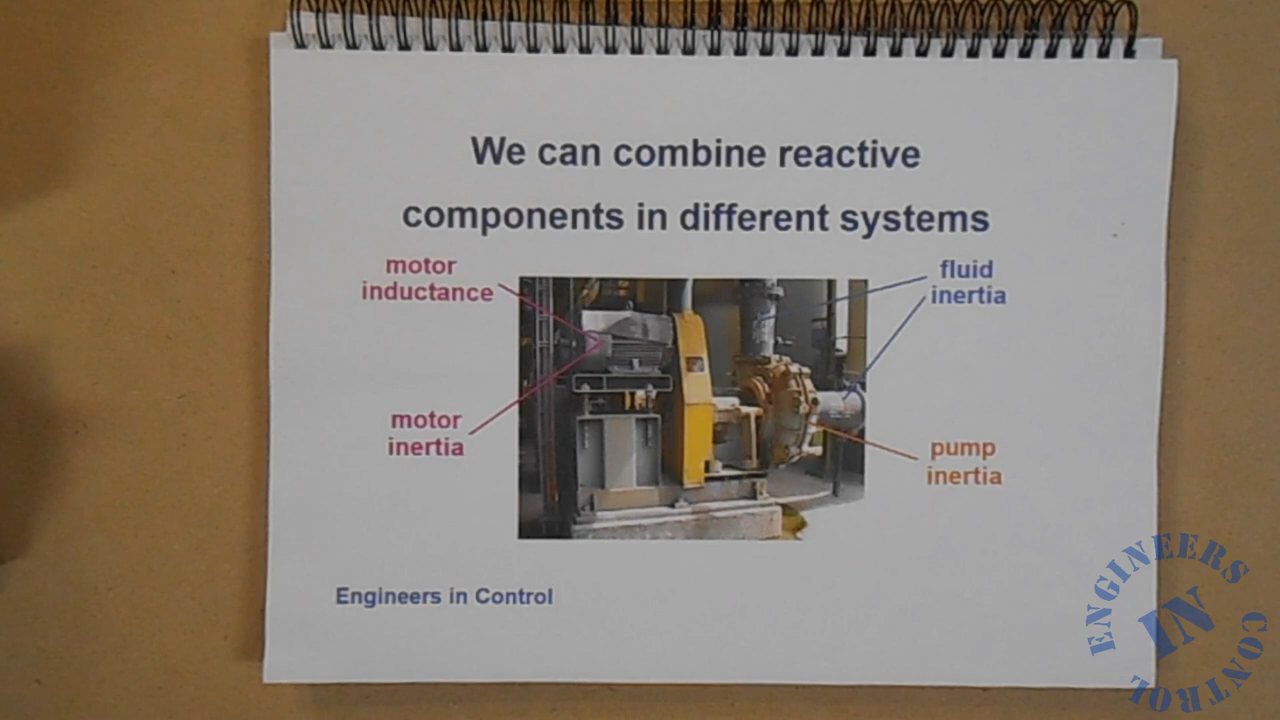 We can combine reactive
components in different systems
motor
inductance
fluid
inertia
motor
inertia
pump
inertia
Engineers in Control
ENGINEERS
IN
CONTROL